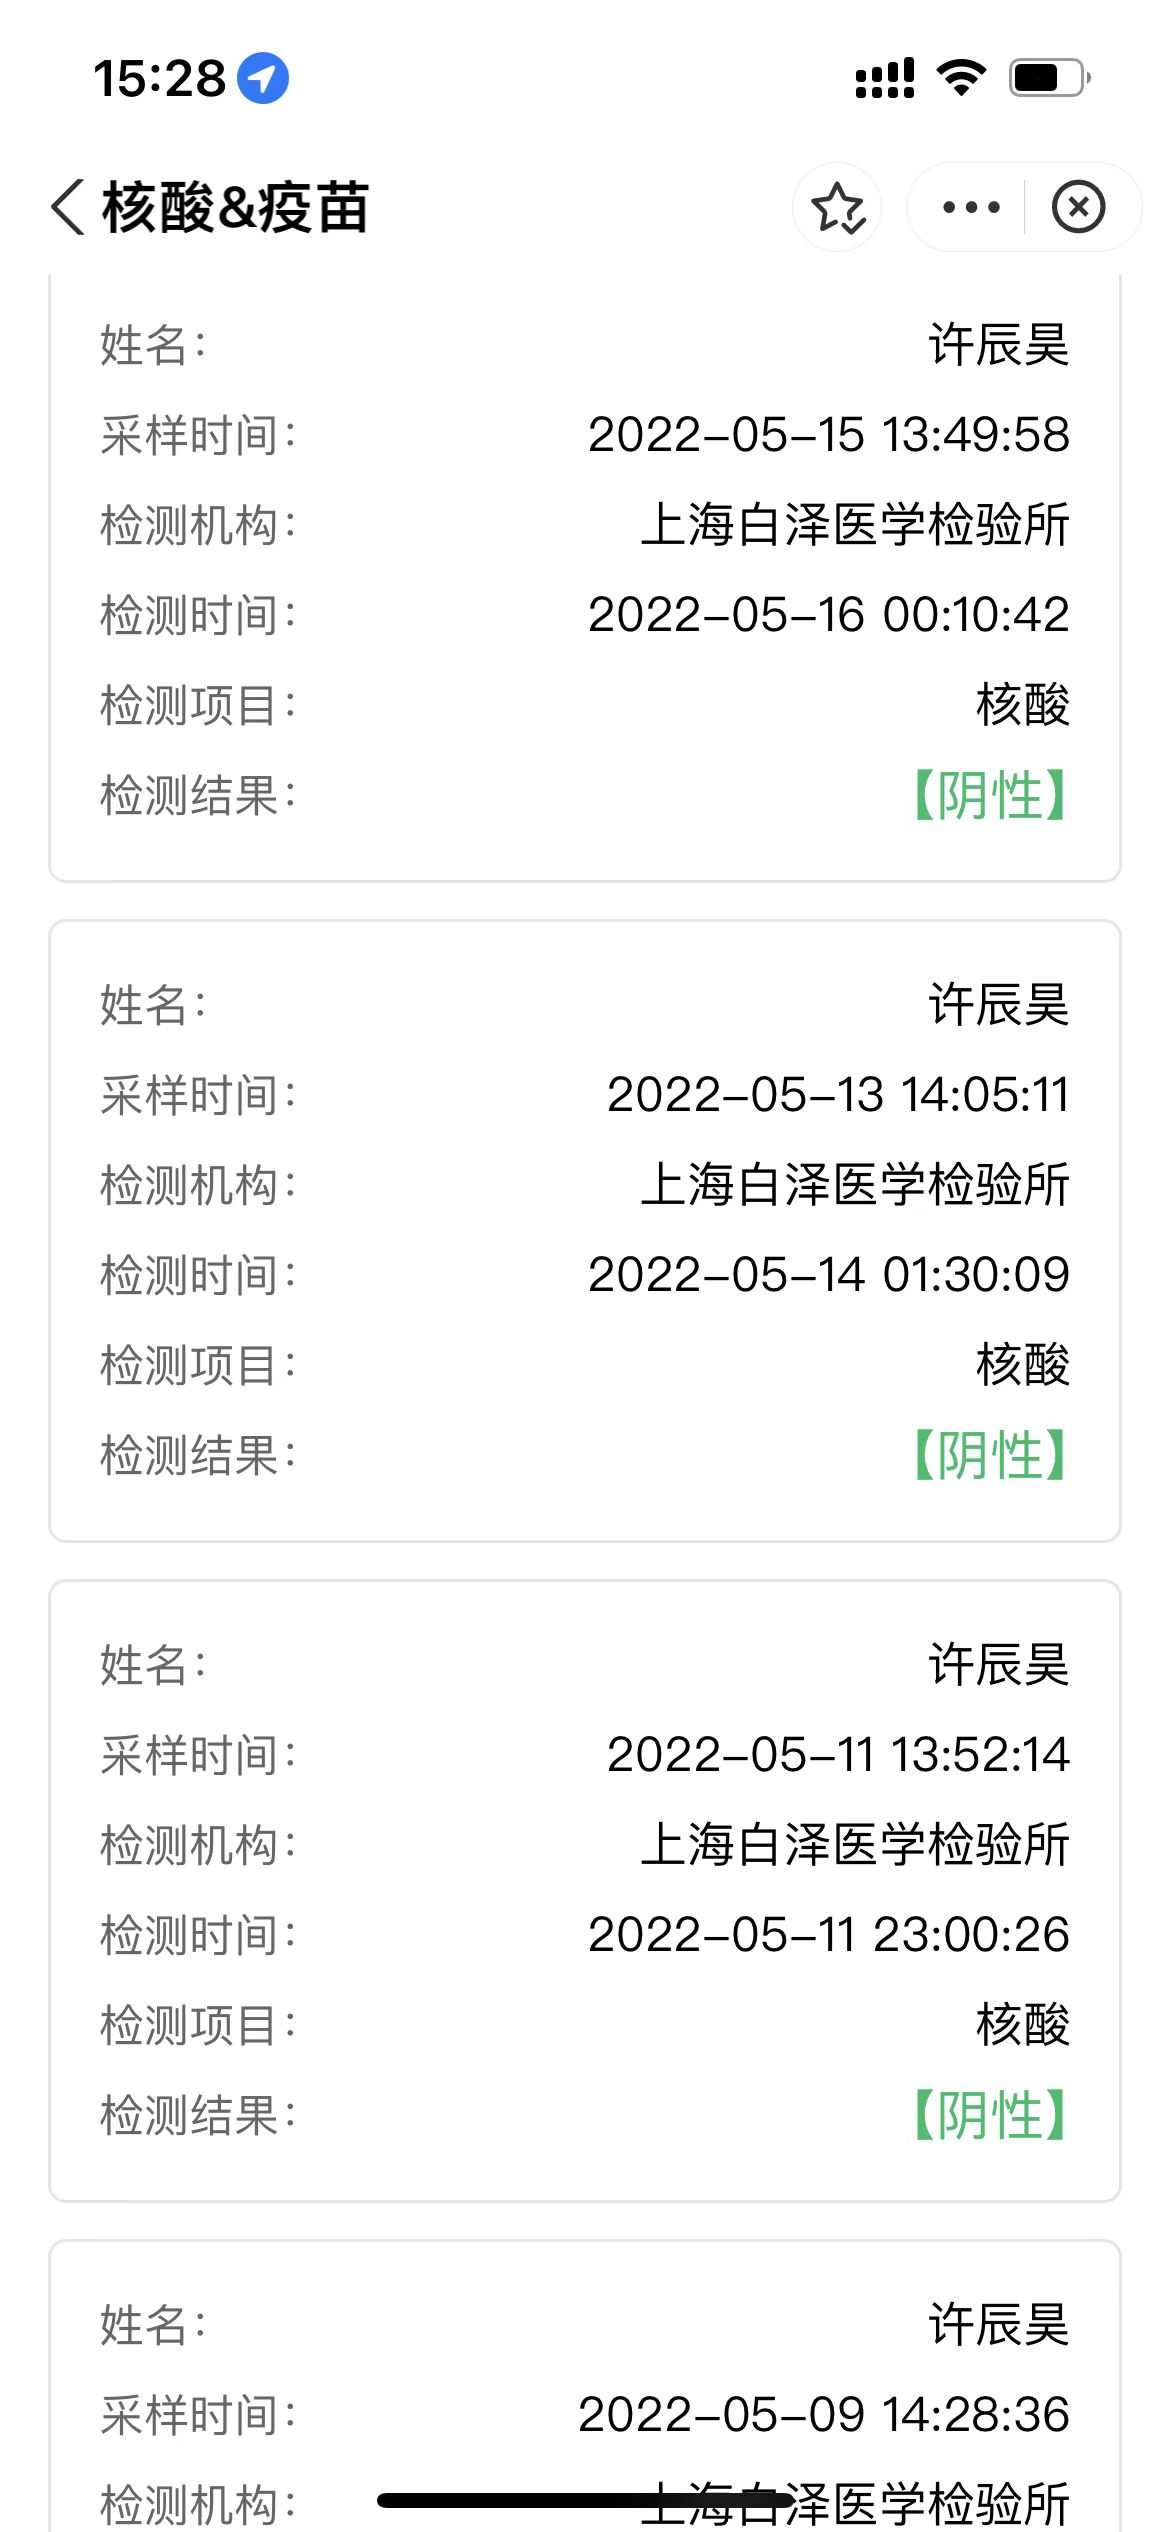 15:28
核酸&疫苗
姓名： 许辰昊
采样时间： 2022-05-15 13:49:58
检测机构： 上海白泽医学检验所
检测时间： 2022-05-16 00:10:42
检测项目： 核酸
检测结果： 【阴性】
姓名： 许辰昊
采样时间： 2022-05-13 14:05:11
检测机构： 上海白泽医学检验所
检测时间： 2022-05-14 01:30:09
检测项目： 核酸
检测结果： 【阴性】
姓名： 许辰昊
采样时间： 2022-05-11 13:52:14
检测机构： 上海白泽医学检验所
检测时间： 2022-05-11 23:00:26
检测项目： 核酸
检测结果： 【阴性】
姓名： 许辰昊
采样时间： 2022-05-09 14:28:36
检测机构： 上海白泽医学检验所